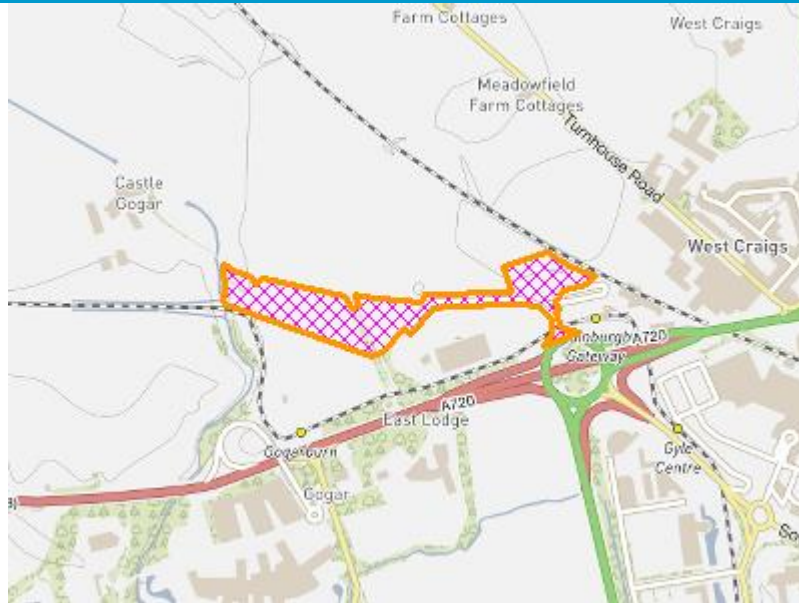 Farm Cottages
West Craigs
Meadowfield
Farm Cottages
Turnhouse Road
Castle
Gogar
West Craigs
A720
Gateway
A720
East Lodge
Gogarburn
Gyle
Centre
Gogar
So